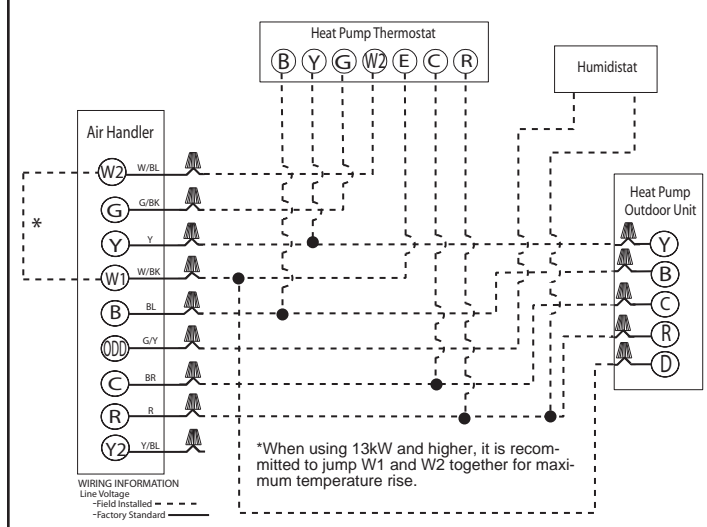 Heat Pump Thermostat
B Y G W2 E C R
Humidistat
Air Handler
W2 W/BL
G G/BK
Y Y
W1 W/BK
B BL
ODD G/Y
C BR
R R
Y2 Y/BL
*
Heat Pump
Outdoor Unit
Y
B
C
R
D
*When using 13kW and higher, it is recom-
mitted to jump W1 and W2 together for maxi-
mum temperature rise.
WIRING INFORMATION
Line Voltage
-Field Installed
-Factory Standard